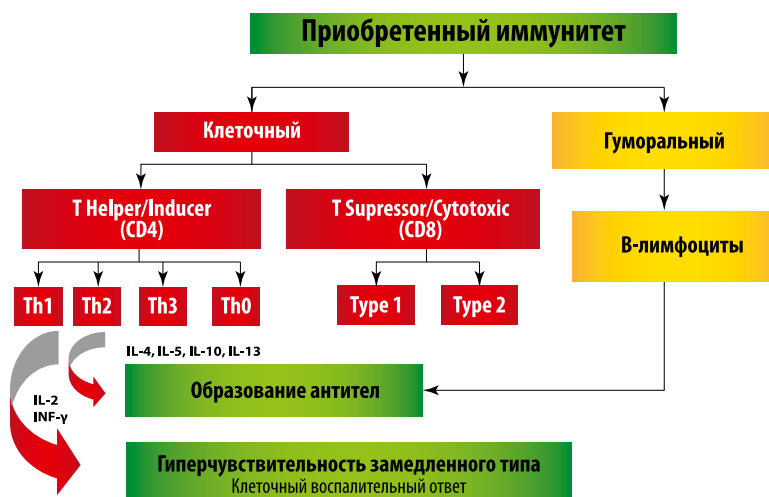 Приобретенный иммунитет
Клеточный
Гуморальный
T Helper/Inducer
(CD4)
T Supressor/Cytotoxic
(CD8)
В-лимфоциты
Th1
Th2
Th3
Th0
Type 1
Type 2
IL-4, IL-5, IL-10, IL-13
Образование антител
IL-2
INF-γ
Гиперчувствительность замедленного типа
Клеточный воспалительный ответ